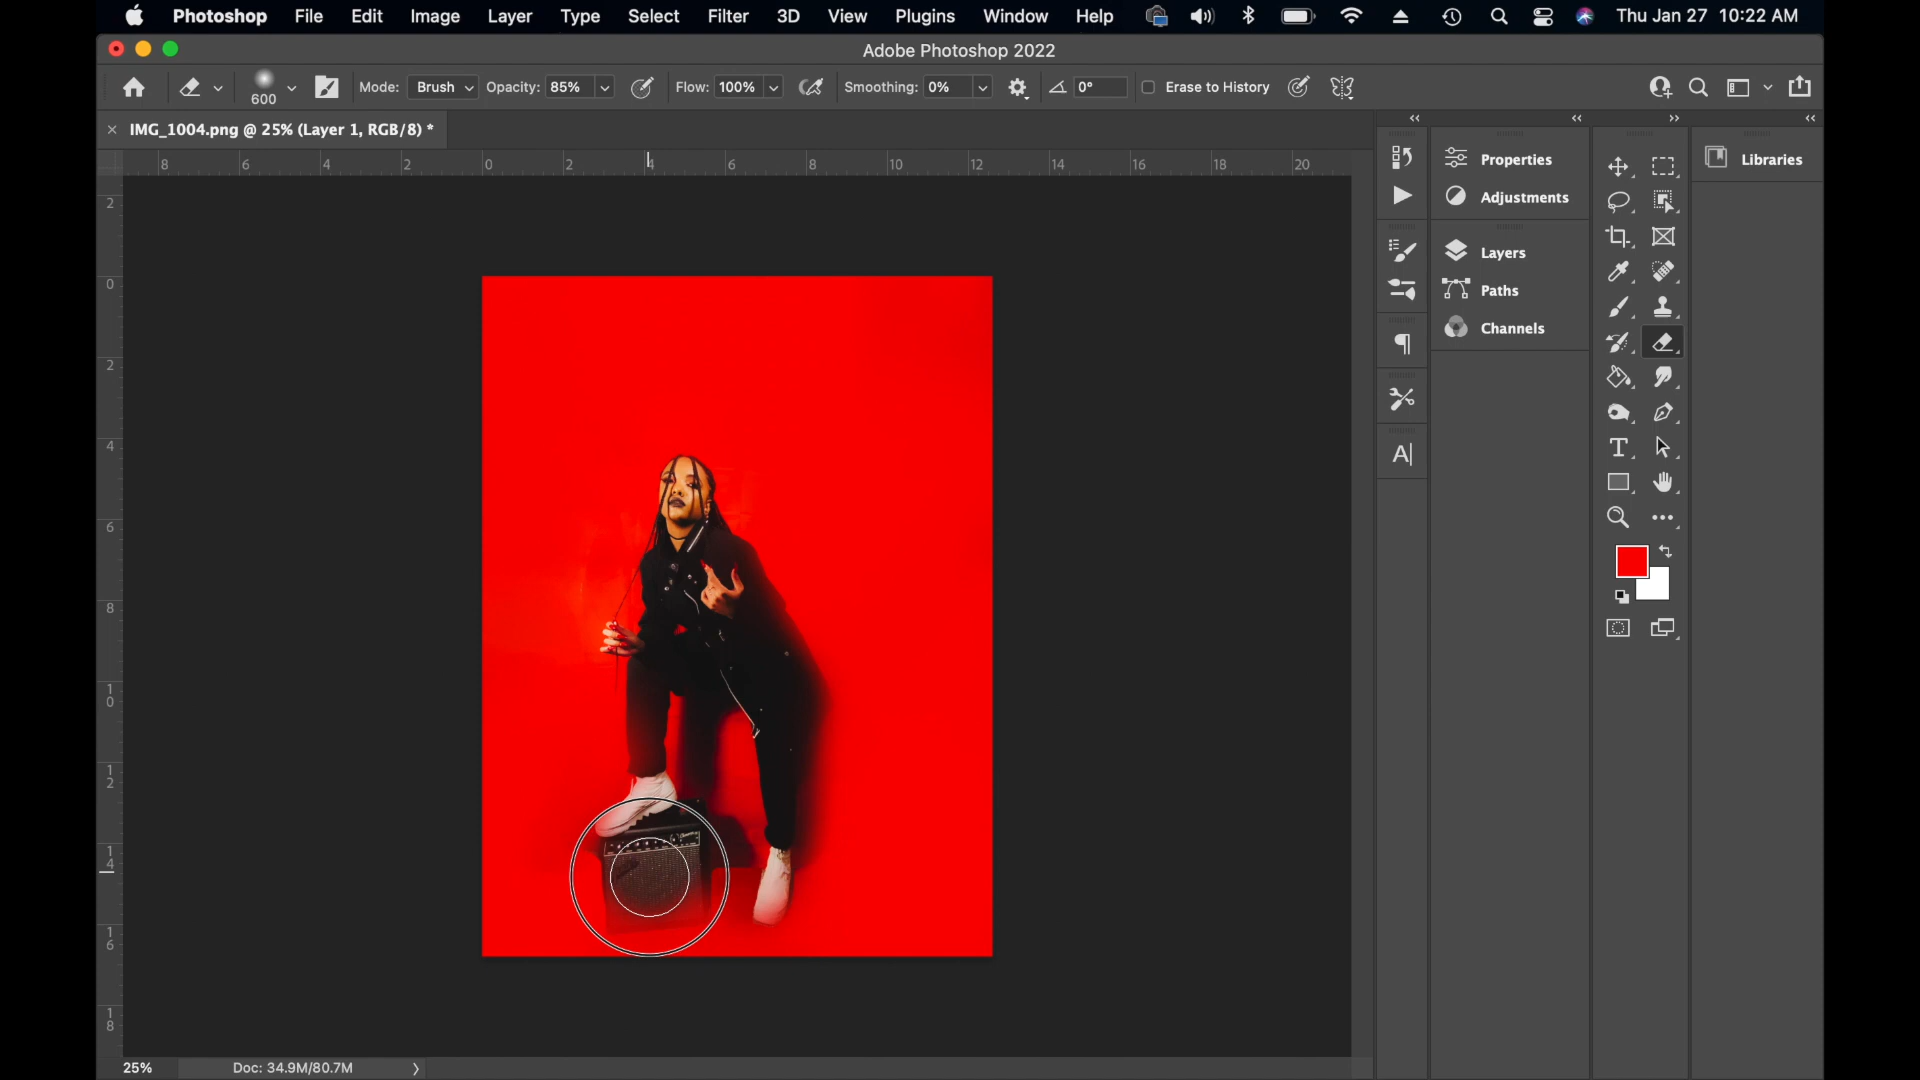 Photoshop File Edit Image Layer Type Select Filter 3D View Plugins Window Help Thu Jan 27 10:22 AM
Adobe Photoshop 2022
600 Mode: Brush Opacity: 85% Flow: 100% Smoothing: 0% 0° Erase to History
× IMG_1004.png @ 25% (Layer 1, RGB/8) *
8 6 4 2 0 2 4 6 8 10 12 14 16 18 20
2
0
2
4
6
8
10
12
14
16
18
Properties
Adjustments
Layers
Paths
Channels
Libraries
25% Doc: 34.9M/80.7M